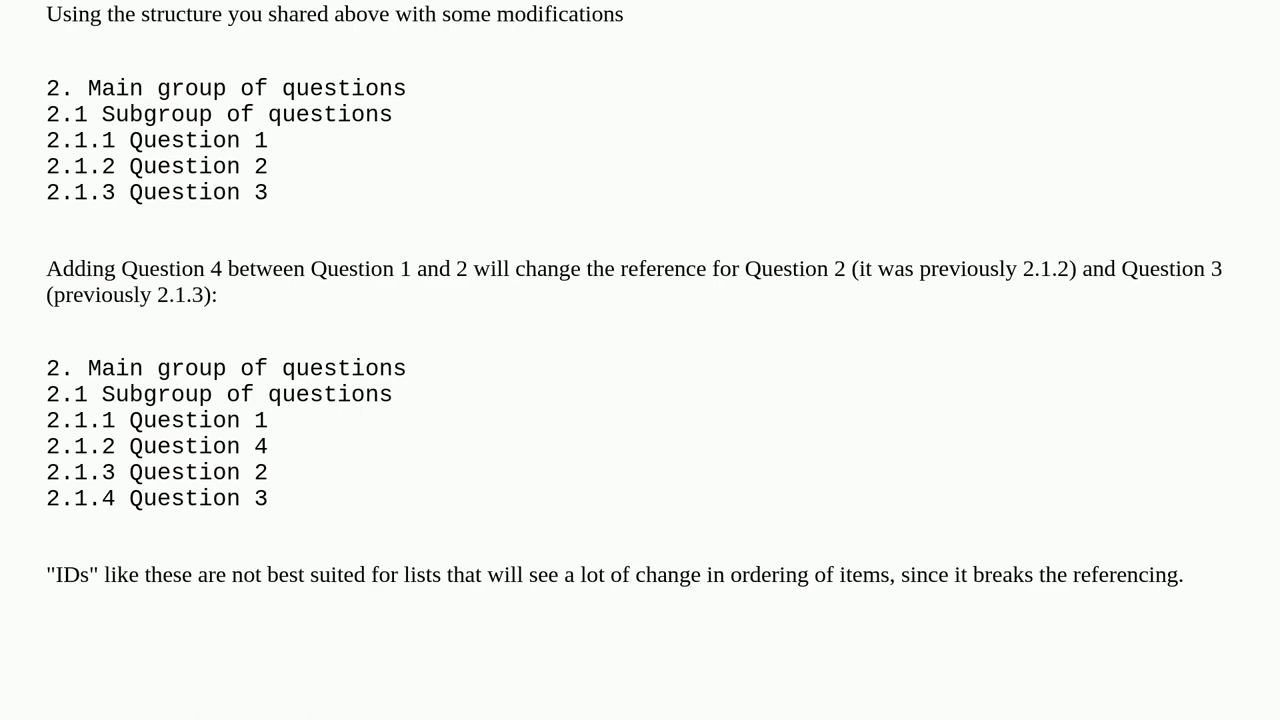 Using the structure you shared above with some modifications
2. Main group of questions
2.1 Subgroup of questions
2.1.1 Question 1
2.1.2 Question 2
2.1.3 Question 3
Adding Question 4 between Question 1 and 2 will change the reference for Question 2 (it was previously 2.1.2) and Question 3
(previously 2.1.3):
2. Main group of questions
2.1 Subgroup of questions
2.1.1 Question 1
2.1.2 Question 4
2.1.3 Question 2
2.1.4 Question 3
"IDs" like these are not best suited for lists that will see a lot of change in ordering of items, since it breaks the referencing.